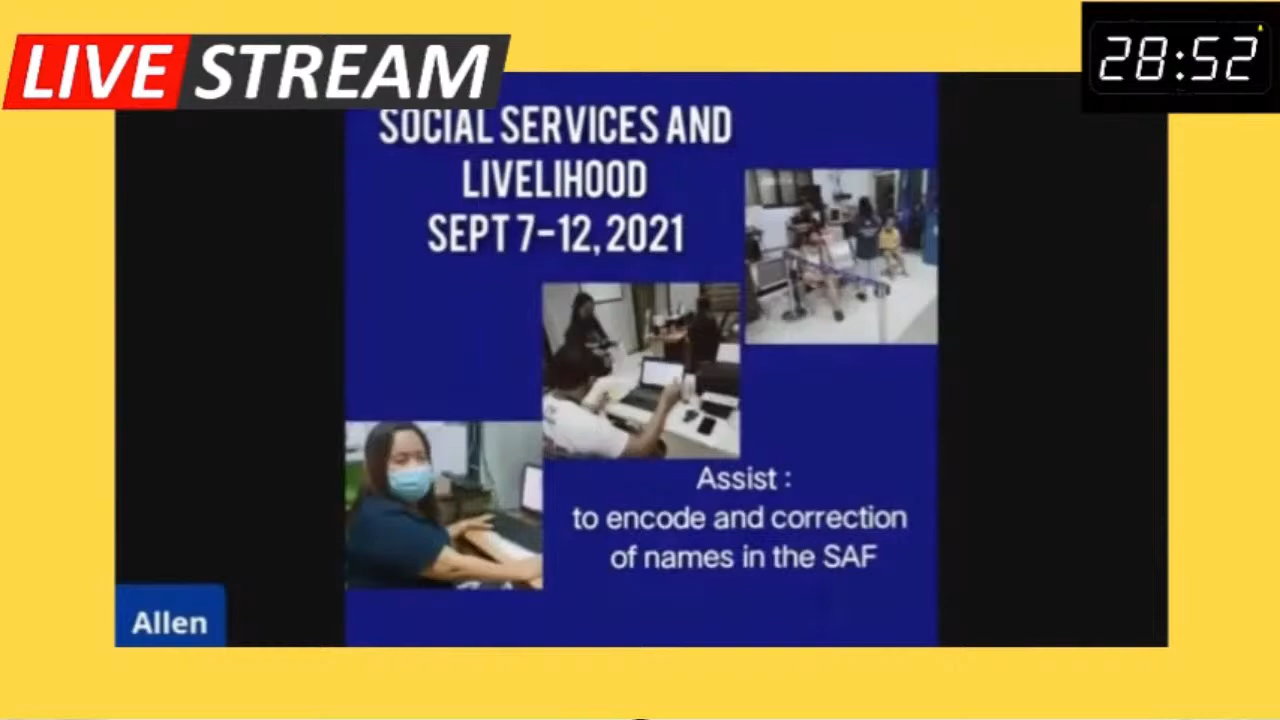 LIVE STREAM
28:52
SOCIAL SERVICES AND
LIVELIHOOD
SEPT 7-12, 2021
Assist :
to encode and correction
of names in the SAF
Allen